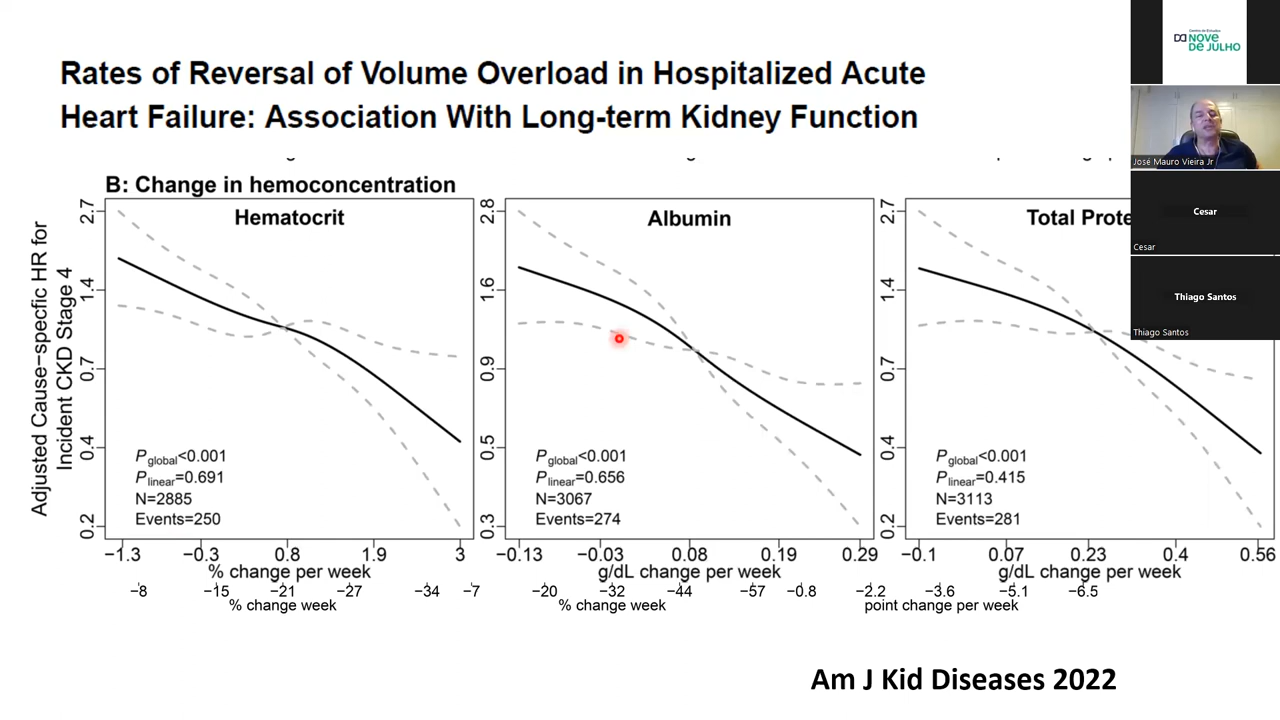 Rates of Reversal of Volume Overload in Hospitalized Acute
Heart Failure: Association With Long-term Kidney Function
B: Change in hemoconcentration
Adjusted Cause−specfic HR for
Incident CKD Stage 4
Hematocrit
2.7
1.4
0.7
0.4
0.2
Pglobal<0.001
Plinear=0.691
N=2885
Events=250
−1.3 −0.3 0.8 1.9 3
% change per week
Albumin
2.8
1.6
0.9
0.5
0.3
Pglobal<0.001
Plinear=0.656
N=3067
Events=274
−0.13 −0.03 0.08 0.19 0.29
g/dL change per week
Total Prote
2.7
1.4
0.7
0.4
0.2
Pglobal<0.001
Plinear=0.415
N=3113
Events=281
−0.1 0.07 0.23 0.4 0.56
g/dL change per week
−8 −15 −21 −27 −34 −7 −20 −32 −44 −57 −0.8 −2.2 −3.6 −5.1 −6.5
% change week % change week point change per week
Am J Kid Diseases 2022
Centro de Estudos
NOVE
DE JULHO
José Mauro Vieira Jr
Cesar
Cesar
Thiago Santos
Thiago Santos